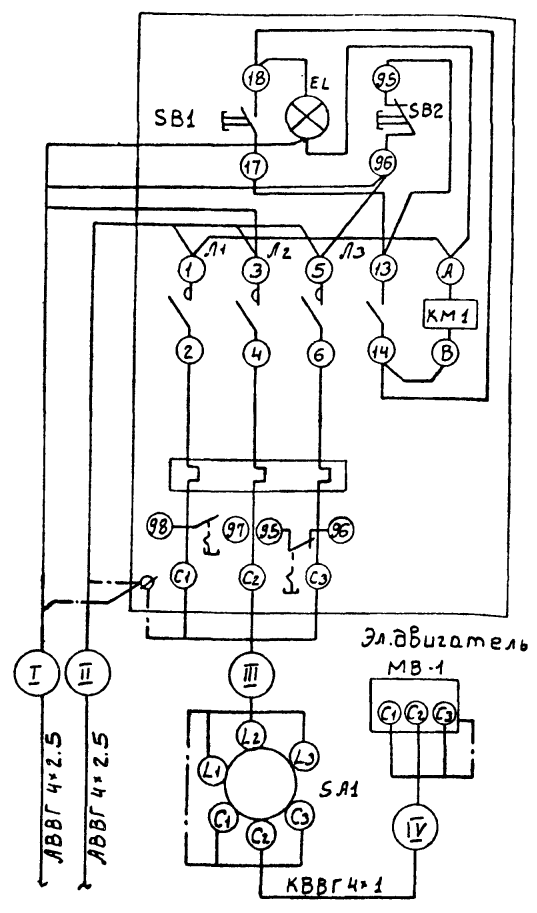 18
EL
95
SB1
SB2
17
96
Л1
Л2
Л3
1
3
5
13
A
KM1
2
4
6
14
B
98
97
95
96
C1
C2
C3
Эл.двигатель
МВ-1
I
II
III
C1
C2
C3
L1
L2
L3
SA1
C1
C2
C3
IV
АВВГ 4×2.5
АВВГ 4×2.5
КВВГ 4×1